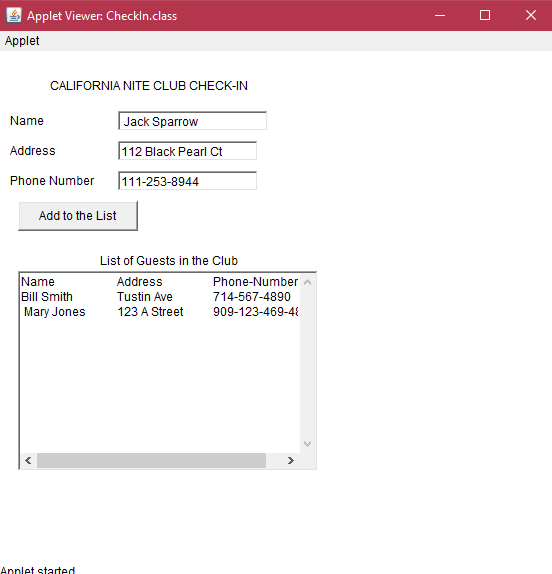 Applet Viewer: CheckIn.class
Applet
CALIFORNIA NITE CLUB CHECK-IN
Name Jack Sparrow
Address 112 Black Pearl Ct
Phone Number 111-253-8944
Add to the List
List of Guests in the Club
Name Address Phone-Number
Bill Smith Tustin Ave 714-567-4890
Mary Jones 123 A Street 909-123-469-48
Applet started.